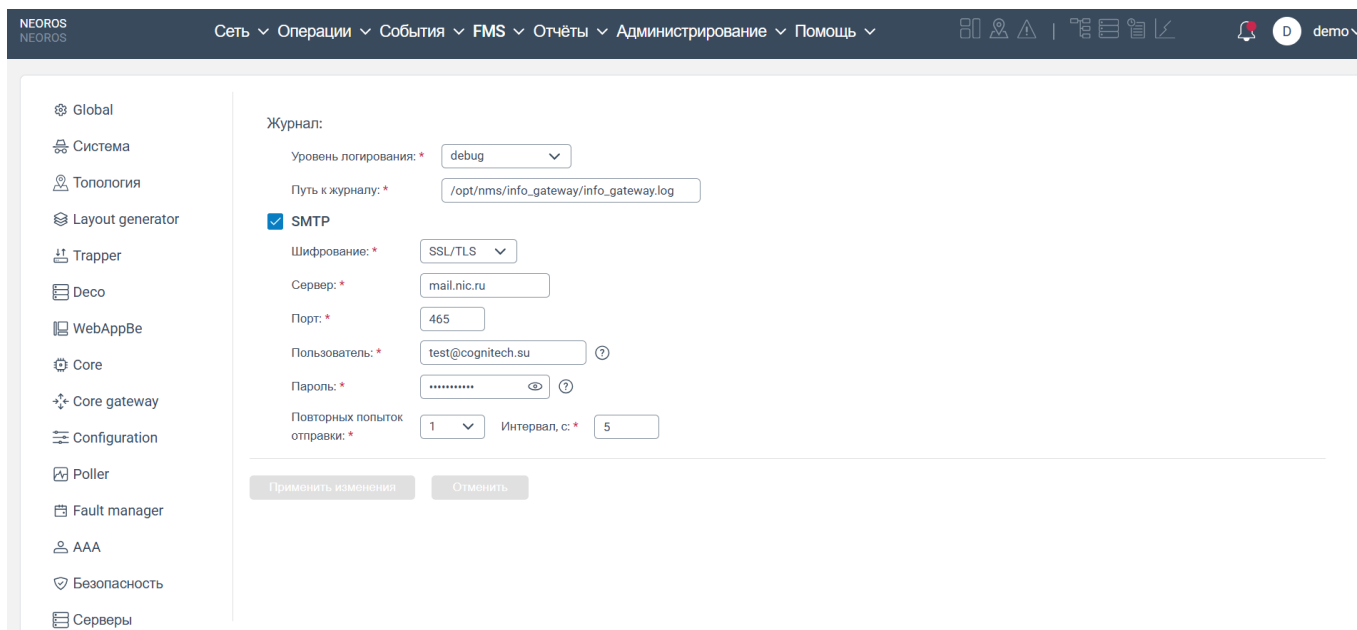 NEOROS
NEOROS
Сеть Операции События FMS Отчёты Администрирование Помощь
D demo
Global
Система
Топология
Layout generator
Trapper
Deco
WebAppBe
Core
Core gateway
Configuration
Poller
Fault manager
AAA
Безопасность
Серверы
Журнал:
Уровень логирования: * debug
Путь к журналу: * /opt/nms/info_gateway/info_gateway.log
SMTP
Шифрование: * SSL/TLS
Сервер: * mail.nic.ru
Порт: * 465
Пользователь: * test@cognitech.su ?
Пароль: * ••••••••••• ?
Повторных попыток
отправки: * 1 Интервал, с: * 5
Применить изменения Отменить